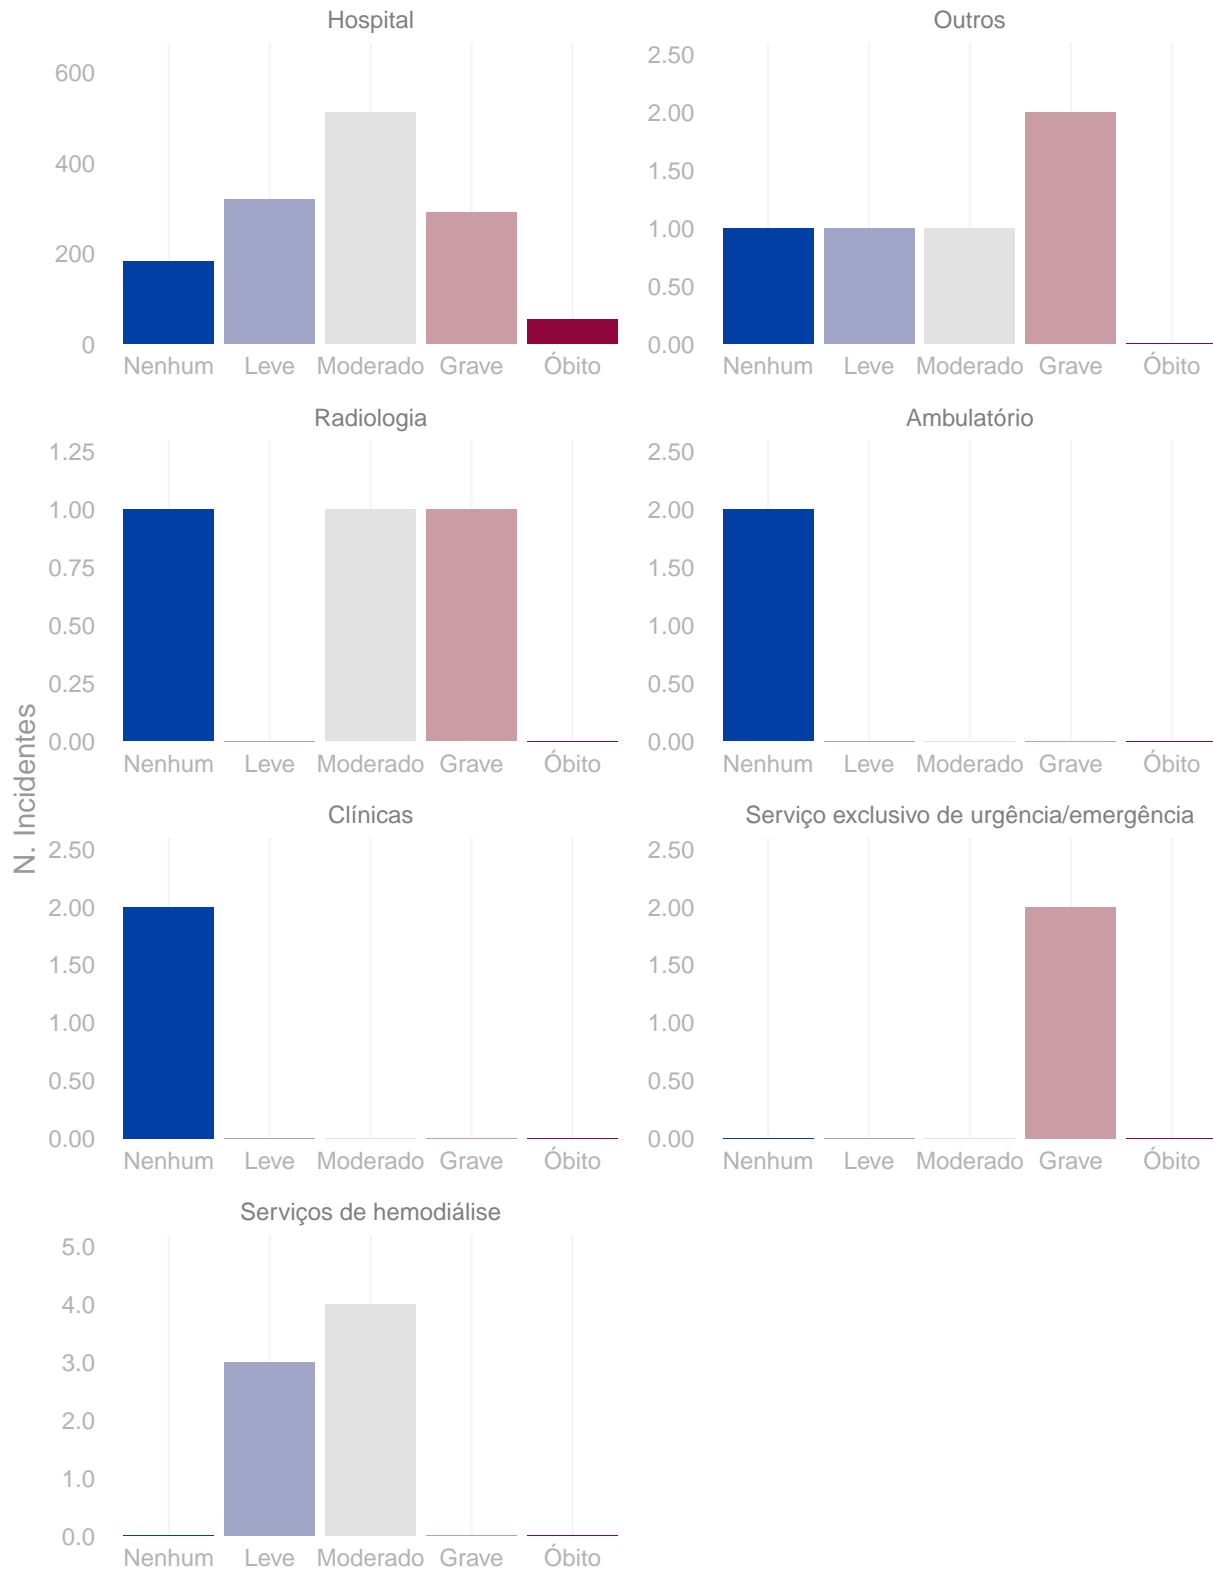 Hospital
600
400
200
0
Nenhum Leve Moderado Grave Óbito
Outros
2.50
2.00
1.50
1.00
0.50
0.00
Nenhum Leve Moderado Grave Óbito
Radiologia
1.25
1.00
0.75
0.50
0.25
0.00
Nenhum Leve Moderado Grave Óbito
Ambulatório
2.50
2.00
1.50
1.00
0.50
0.00
Nenhum Leve Moderado Grave Óbito
N. Incidentes
Clínicas
2.50
2.00
1.50
1.00
0.50
0.00
Nenhum Leve Moderado Grave Óbito
Serviço exclusivo de urgência/emergência
2.50
2.00
1.50
1.00
0.50
0.00
Nenhum Leve Moderado Grave Óbito
Serviços de hemodiálise
5.0
4.0
3.0
2.0
1.0
0.0
Nenhum Leve Moderado Grave Óbito